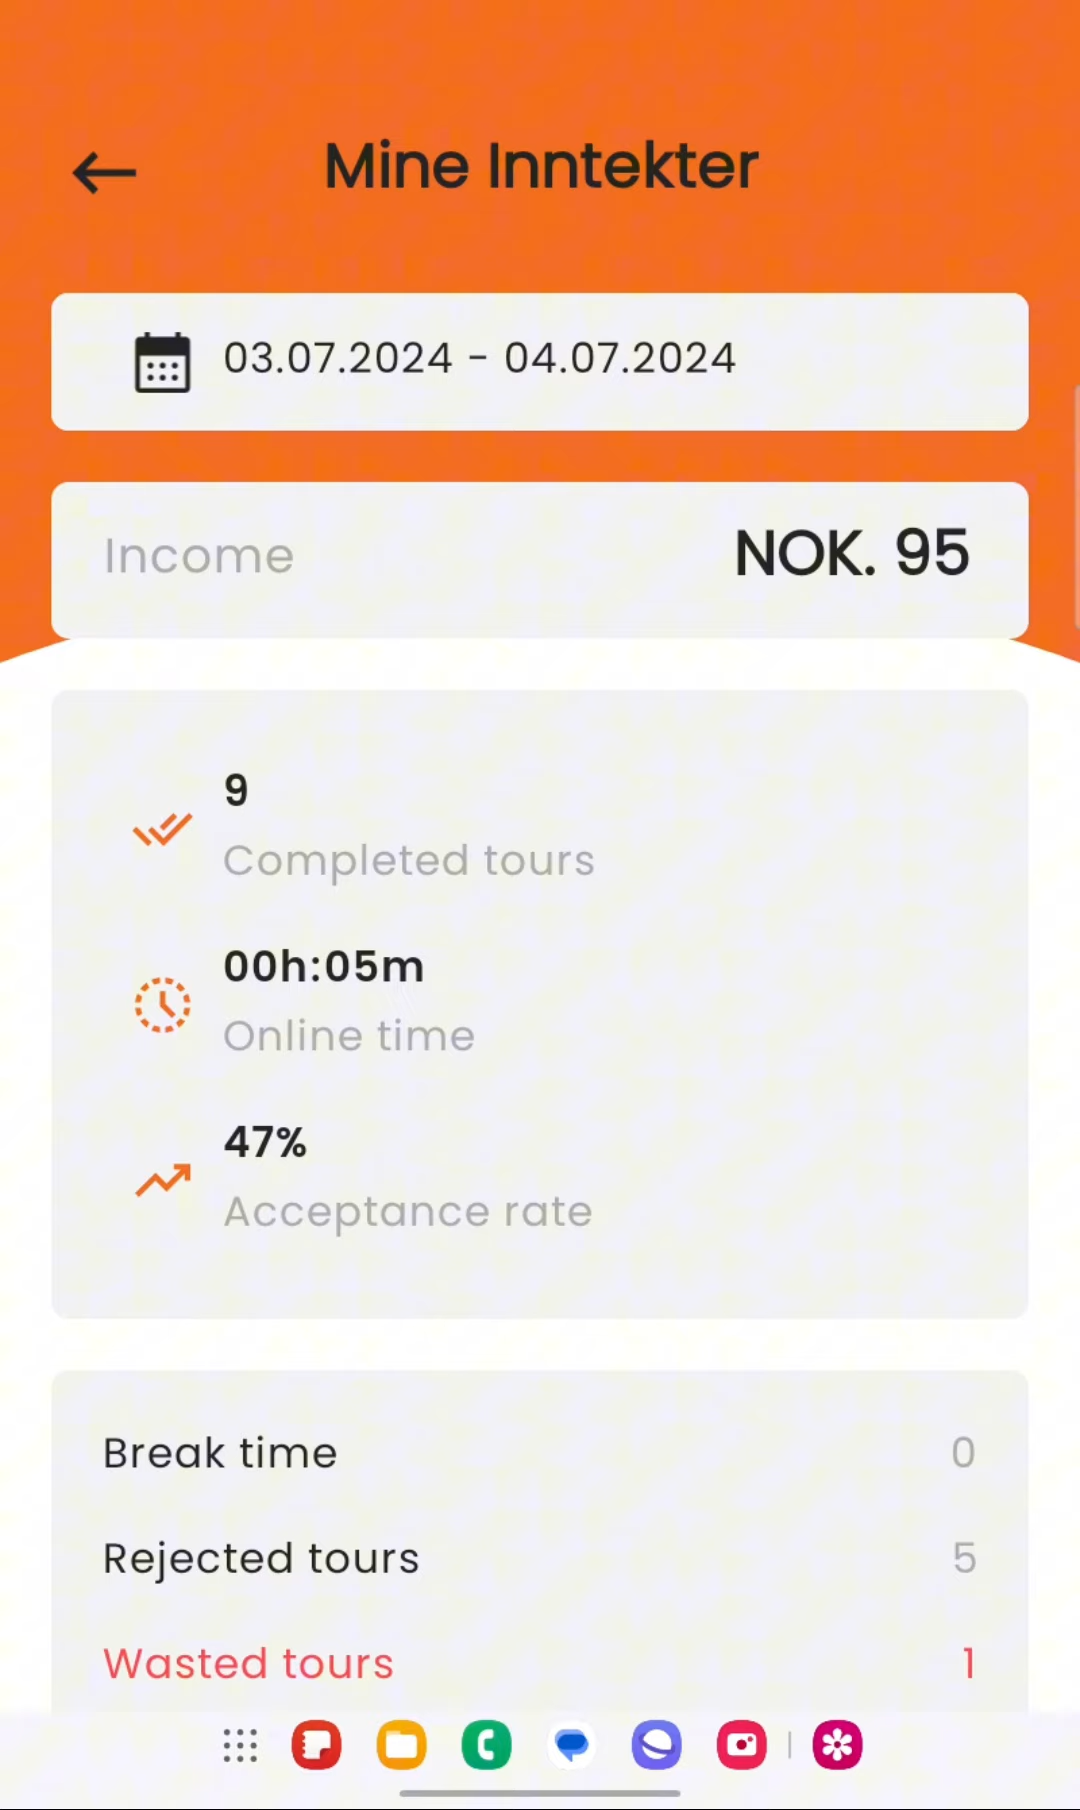 Mine Inntekter
03.07.2024 - 04.07.2024
Income NOK. 95
9
Completed tours
00h:05m
Online time
47%
Acceptance rate
Break time 0
Rejected tours 5
Wasted tours 1